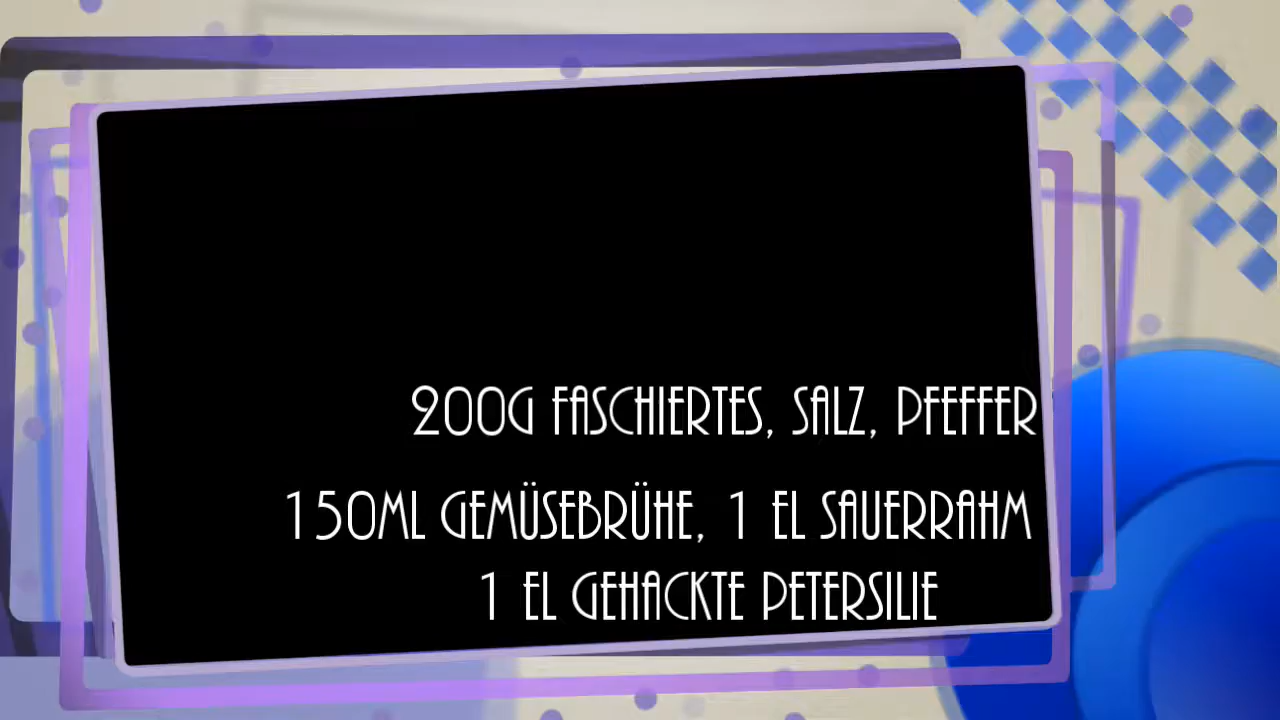 200G FASCHIERTES, SALZ, PFEFFER
150ML GEMÜSEBRÜHE, 1 EL SAUERRAHM
1 EL GEHACKTE PETERSILIE